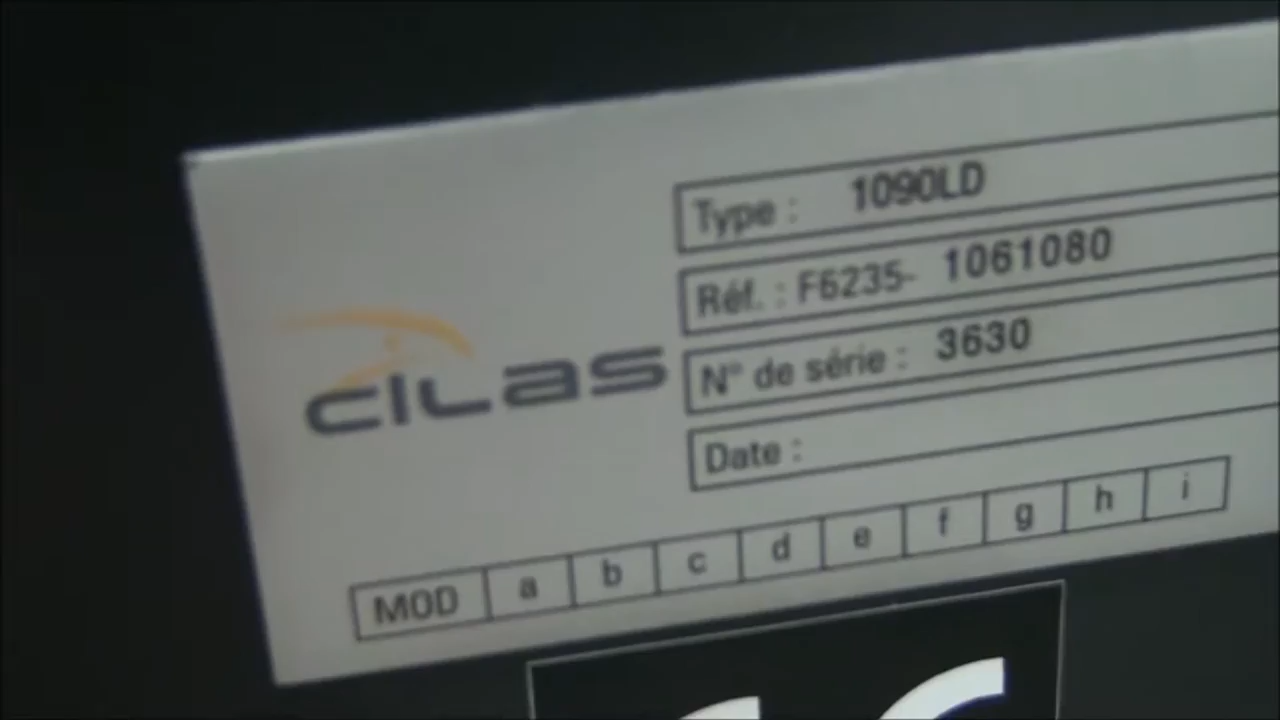 cilas
Type : 1090LD
Réf. : F6235- 1061080
N° de série : 3630
Date :
MOD a b c d e f g h i